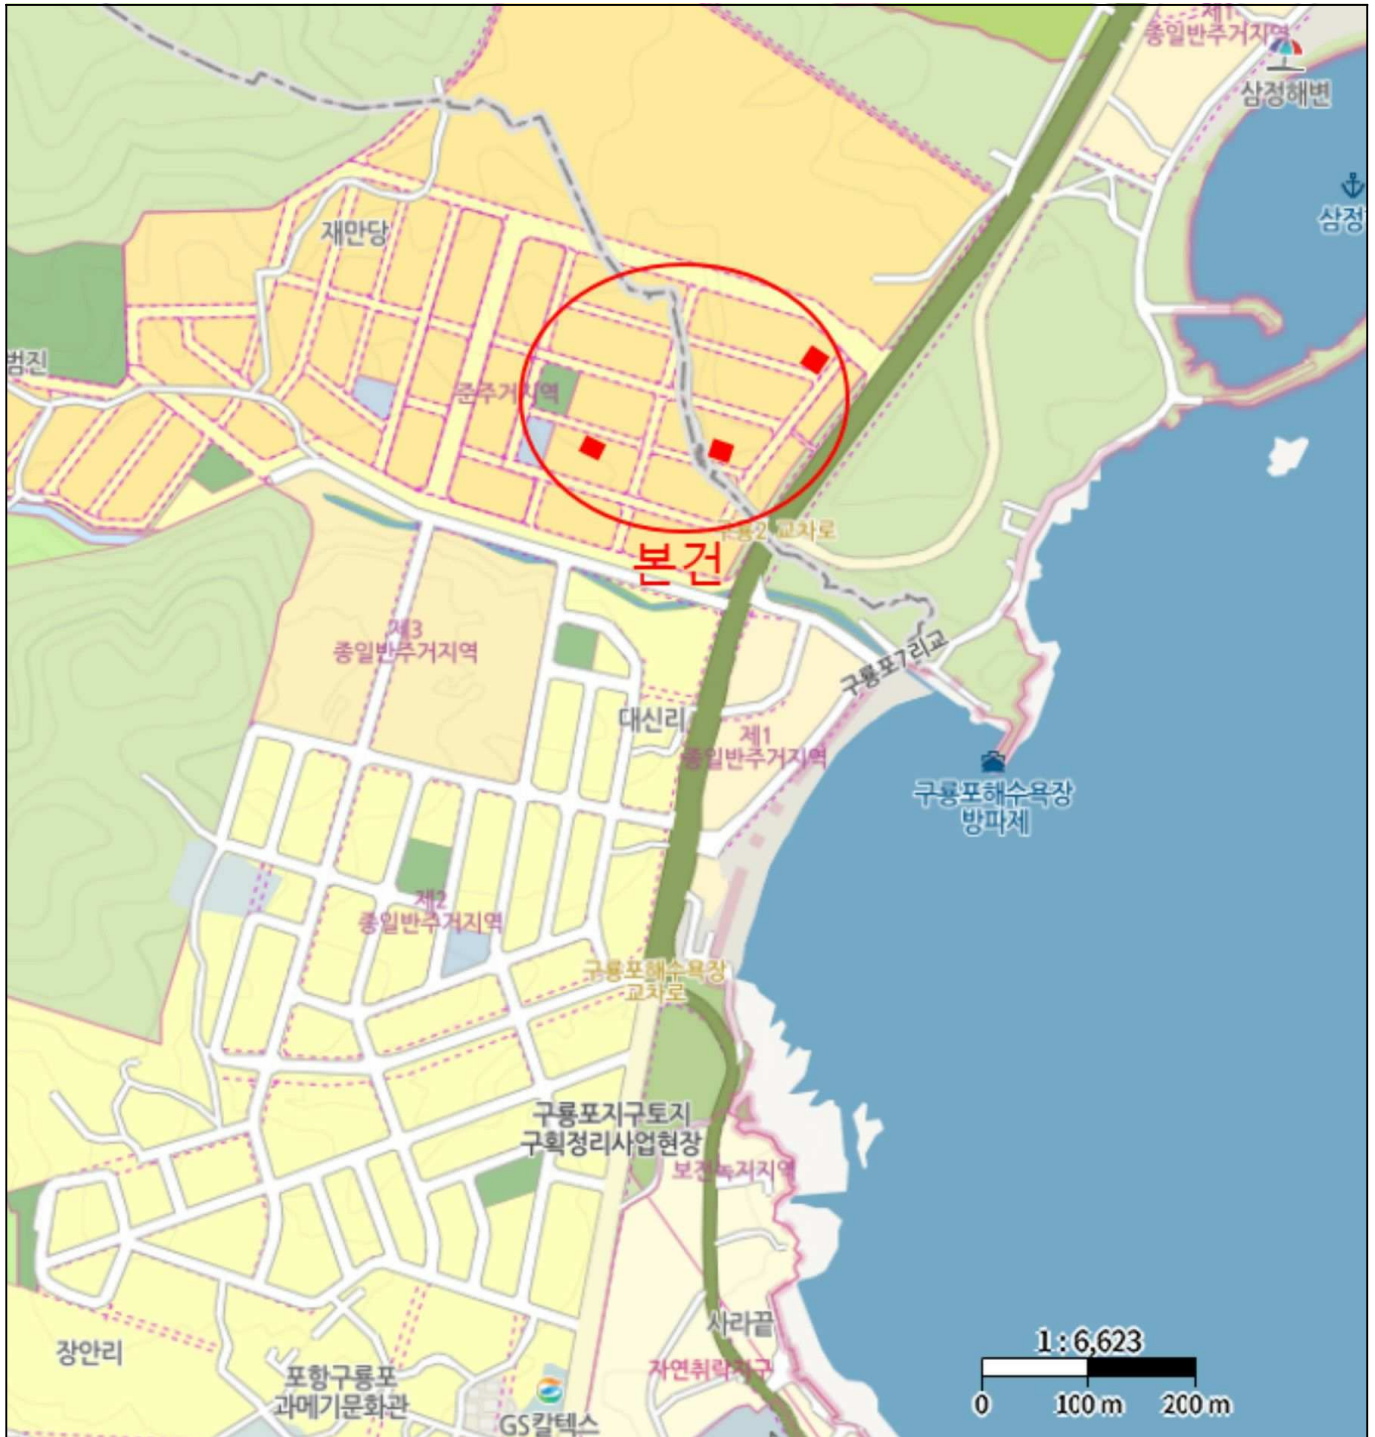 제1
종일반주거지역
삼정해변
삼정
재만당
범진
준주거지역
구룡2 교차로
본건
제3
종일반주거지역
구룡포7리교
대신리
제1
종일반주거지역
구룡포해수욕장
방파제
제2
종일반주거지역
구룡포해수욕장
교차로
구룡포지구토지
구획정리사업현장
보전녹지지역
사라끝
장안리
자연취락지구
포항구룡포
과메기문화관
GS칼텍스
1 : 6,623
0 100 m 200 m